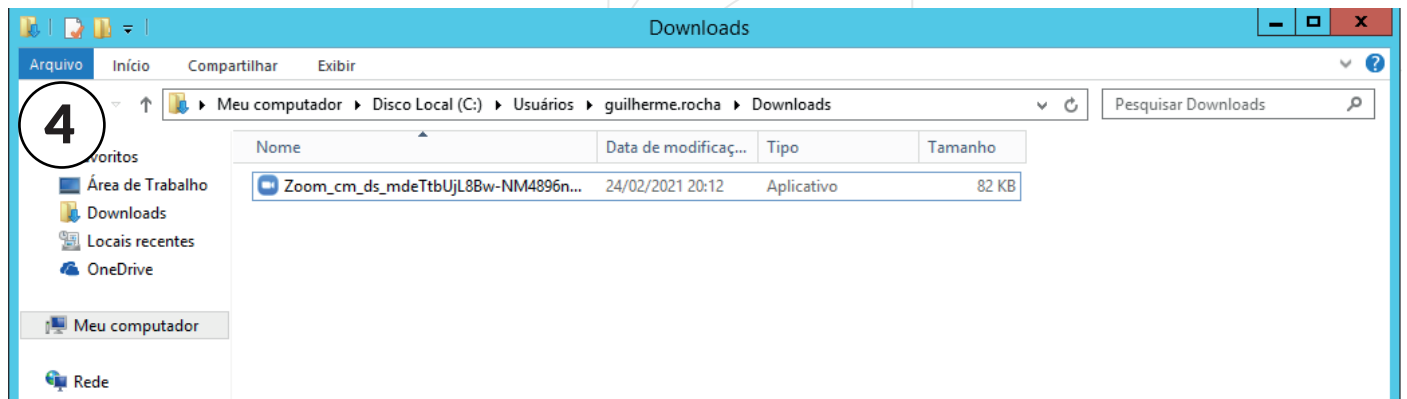 Downloads
Arquivo Início Compartilhar Exibir
Meu computador Disco Local (C:) Usuários guilherme.rocha Downloads Pesquisar Downloads
4
Nome Data de modificaç... Tipo Tamanho
voritos
Área de Trabalho Zoom_cm_ds_mdeTtbUjL8Bw-NM4896n... 24/02/2021 20:12 Aplicativo 82 KB
Downloads
Locais recentes
OneDrive
Meu computador
Rede